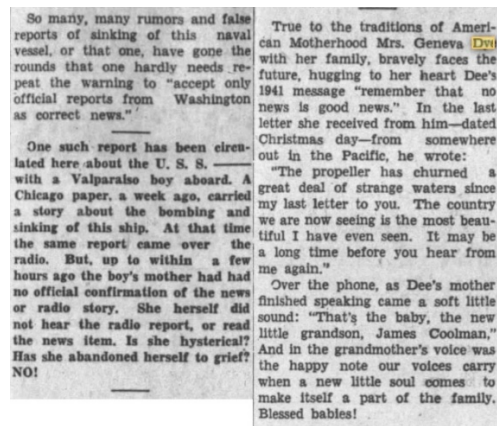 So many, many rumors and false
reports of sinking of this naval
vessel, or that one, have gone the
rounds that one hardly needs re-
peat the warning to "accept only
official reports from Washington
as correct news."
One such report has been circu-
lated here about the U. S. S. ———
with a Valparaiso boy aboard. A
Chicago paper, a week ago, carried
a story about the bombing and
sinking of this ship. At that time
the same report came over the
radio. But, up to within a few
hours ago the boy's mother had had
no official confirmation of the news
or radio story. She herself did
not hear the radio report, or read
the news item. Is she hysterical?
Has she abandoned herself to grief?
NO!
True to the traditions of Ameri-
can Motherhood Mrs. Geneva
with her family, bravely faces the
future, hugging to her heart Dee's
1941 message "remember that no
news is good news." In the last
letter she received from him—dated
Christmas day—from somewhere
out in the Pacific, he wrote:
"The propeller has churned a
great deal of strange waters since
my last letter to you. The country
we are now seeing is the most beau-
tiful I have even seen. It may be
a long time before you hear from
me again."
Over the phone, as Dee's mother
finished speaking came a soft little
sound: "That's the baby, the new
little grandson, James Coolman,"
And in the grandmother's voice was
the happy note our voices carry
when a new little soul comes to
make itself a part of the family.
Blessed babies!